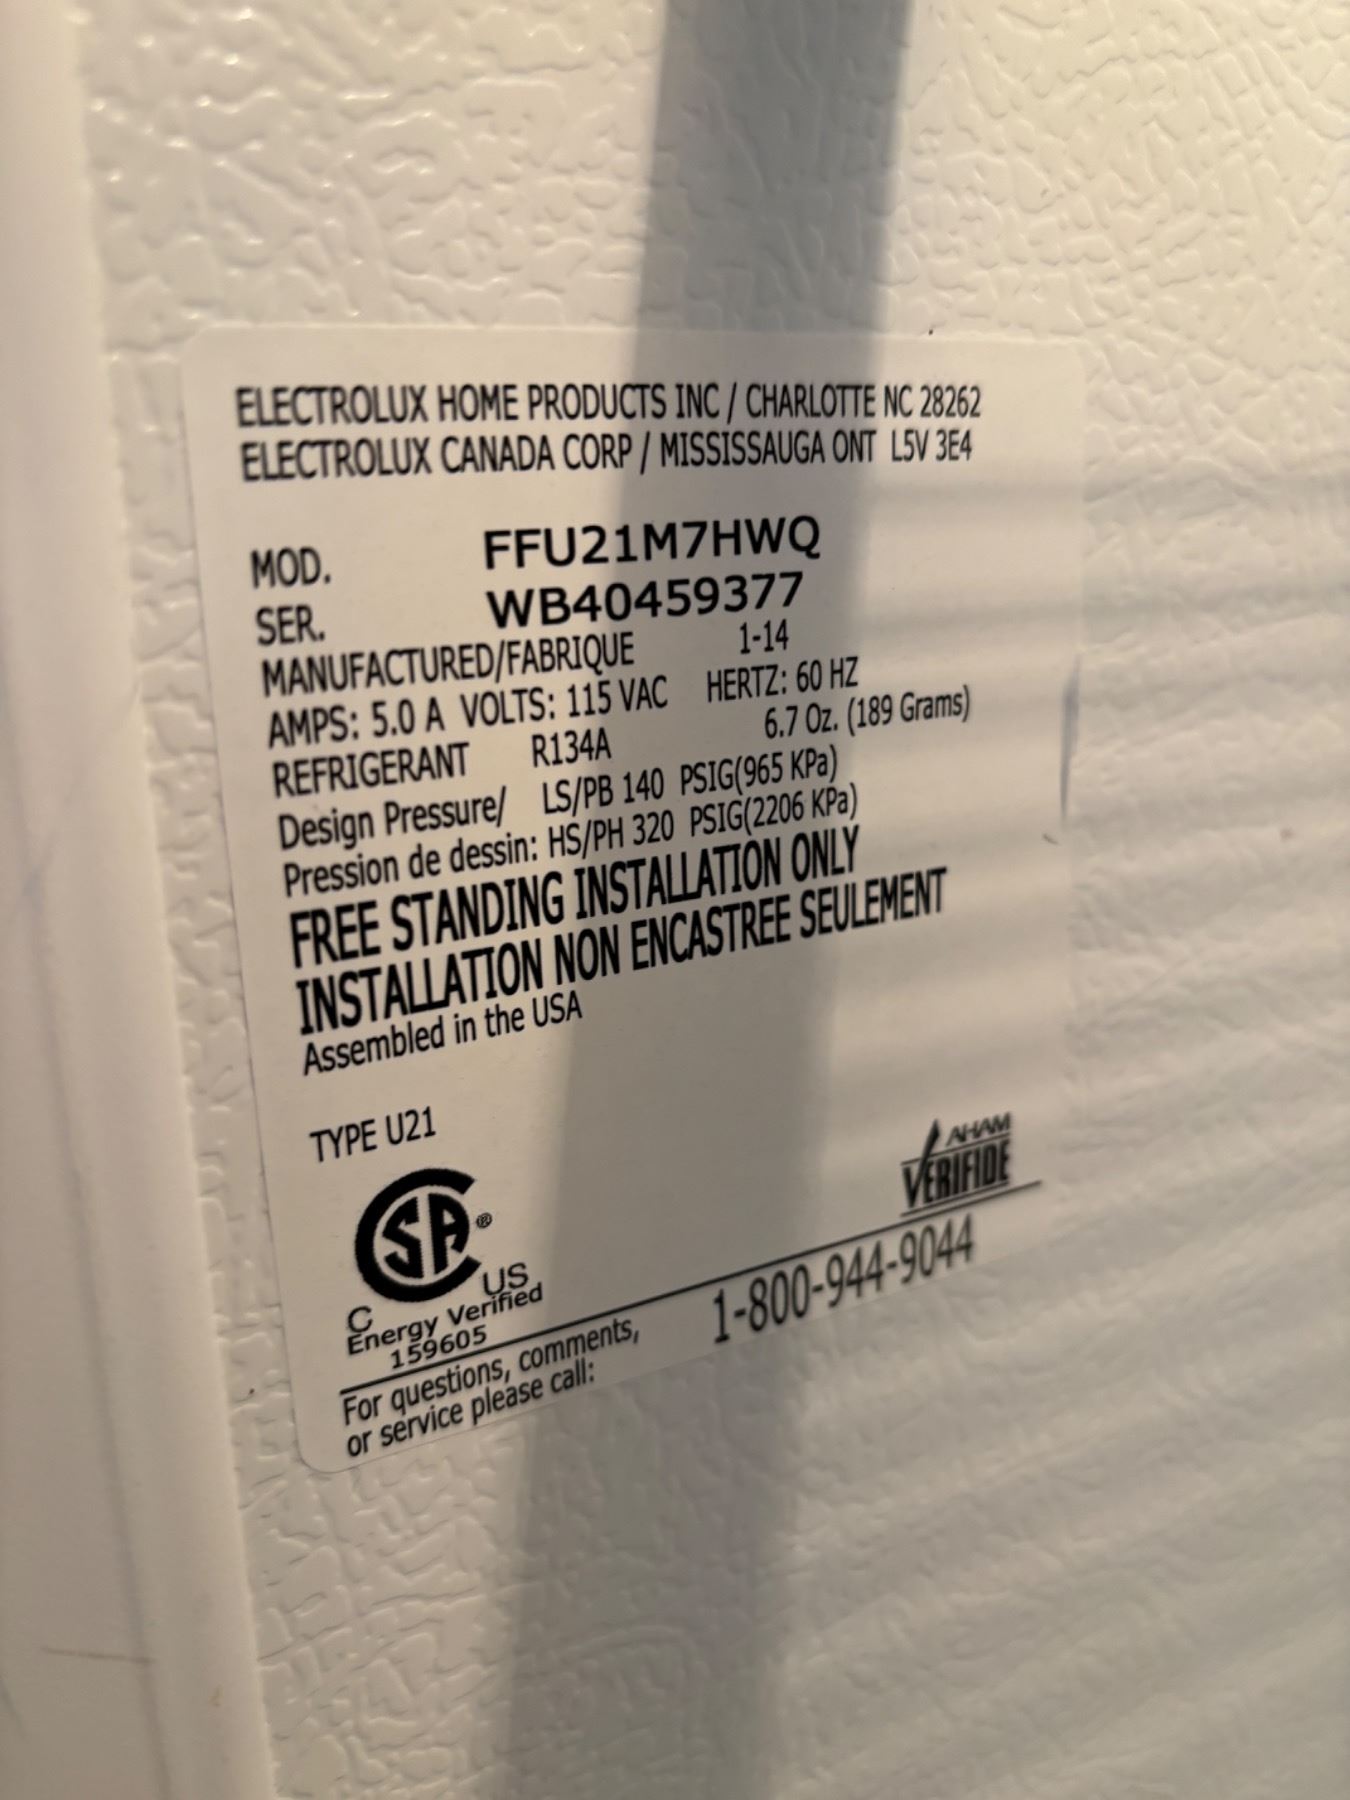 ELECTROLUX HOME PRODUCTS INC / CHARLOTTE NC 28262
ELECTROLUX CANADA CORP / MISSISSAUGA ONT L5V 3E4
MOD. FFU21M7HWQ
SER. WB40459377
MANUFACTURED/FABRIQUE 1-14
AMPS: 5.0 A VOLTS: 115 VAC HERTZ: 60 HZ
REFRIGERANT R134A 6.7 Oz. (189 Grams)
Design Pressure/ LS/PB 140 PSIG(965 KPa)
Pression de dessin: HS/PH 320 PSIG(2206 KPa)
FREE STANDING INSTALLATION ONLY
INSTALLATION NON ENCASTREE SEULEMENT
Assembled in the USA
TYPE U21
AHAM
VERIFIDE
SA ®
C US
Energy Verified
159605
For questions, comments,
or service please call: 1-800-944-9044